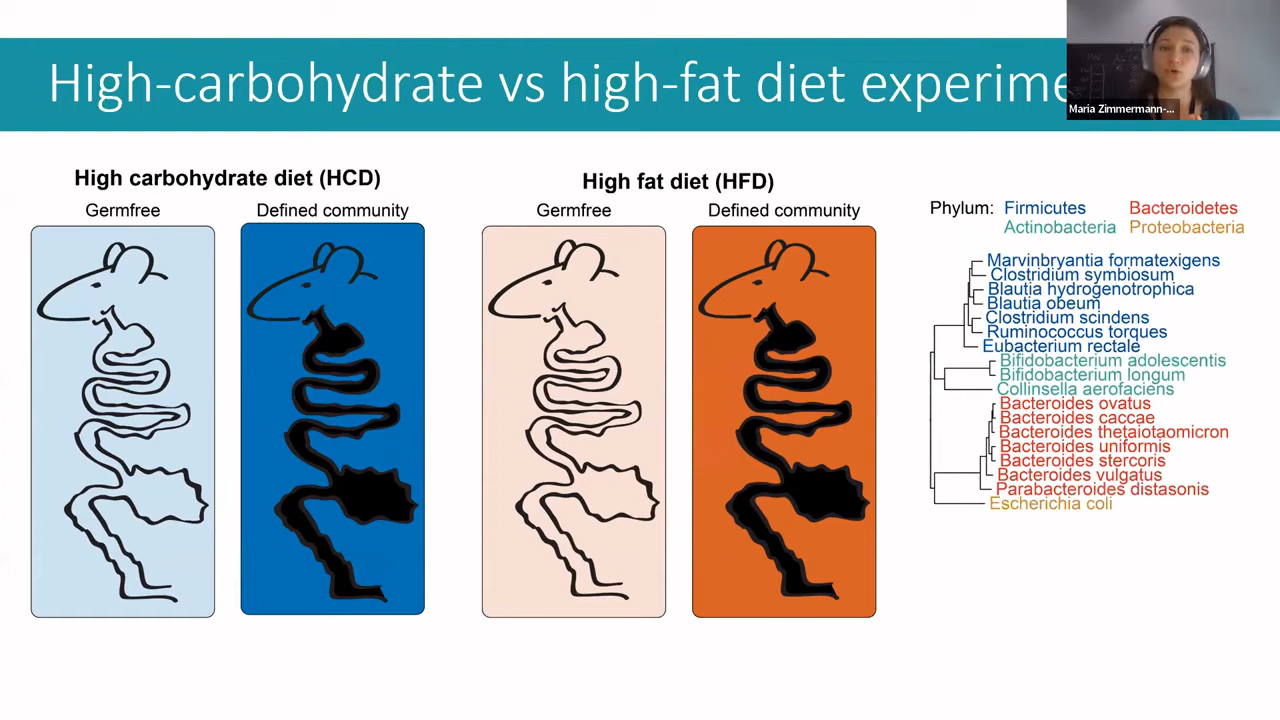 High-carbohydrate vs high-fat diet experime
Maria Zimmermann-...
High carbohydrate diet (HCD)
Germfree
Defined community
High fat diet (HFD)
Germfree
Defined community
Phylum: Firmicutes Bacteroidetes
Actinobacteria Proteobacteria
Marvinbryantia formatexigens
Clostridium symbiosum
Blautia hydrogenotrophica
Blautia obeum
Clostridium scindens
Ruminococcus torques
Eubacterium rectale
Bifidobacterium adolescentis
Bifidobacterium longum
Collinsella aerofaciens
Bacteroides ovatus
Bacteroides caccae
Bacteroides thetaiotaomicron
Bacteroides uniformis
Bacteroides stercoris
Bacteroides vulgatus
Parabacteroides distasonis
Escherichia coli